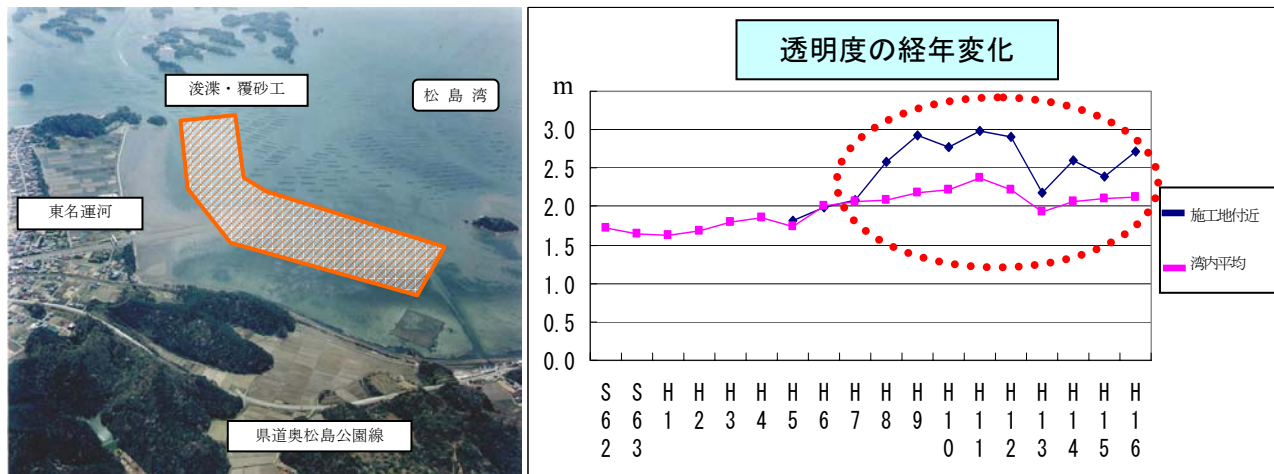 浚渫・覆砂工
松 島 湾
東名運河
県道奥松島公園線
透明度の経年変化
m
3.0
2.5
2.0
1.5
1.0
0.5
0.0
S62
S63
H1
H2
H3
H4
H5
H6
H7
H8
H9
H10
H11
H12
H13
H14
H15
H16
施工地付近
湾内平均